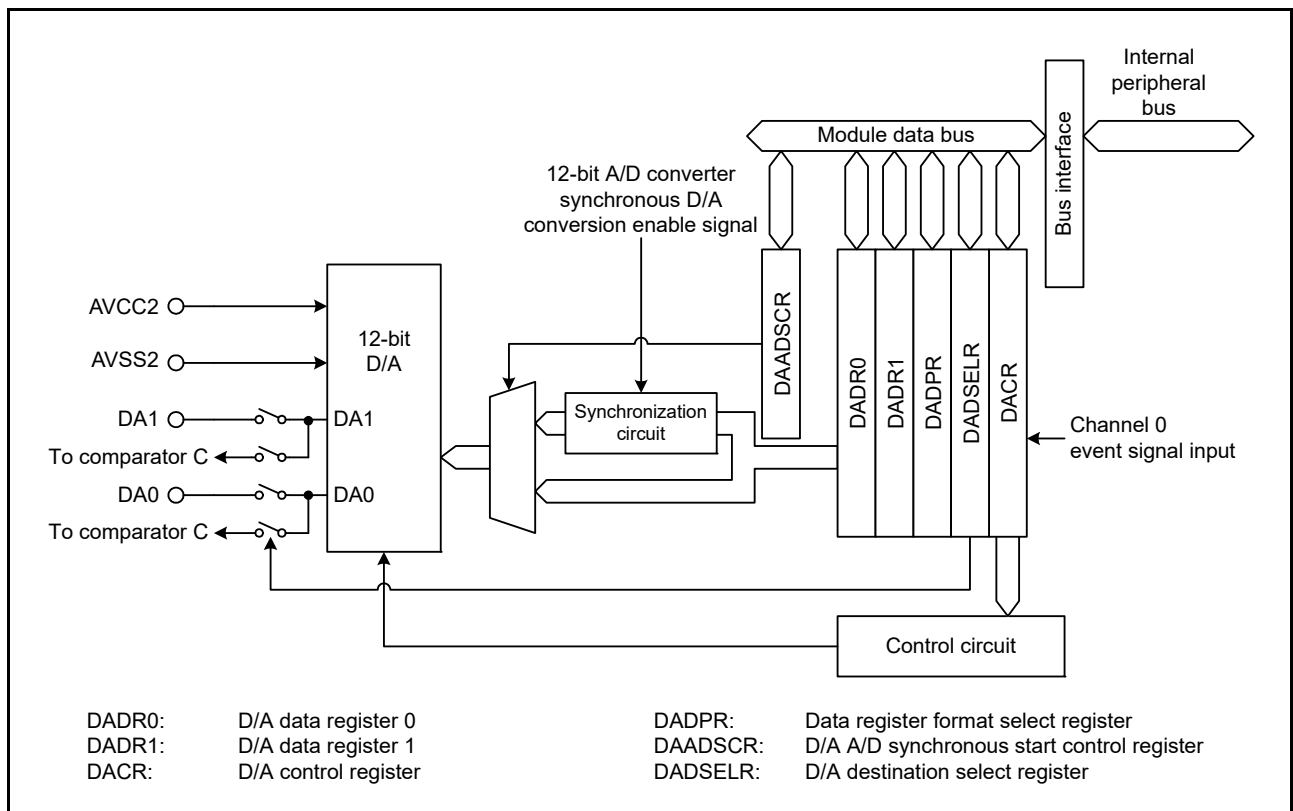 Internal
peripheral
bus
Module data bus
Bus interface
12-bit A/D converter
synchronous D/A
conversion enable signal
AVCC2
12-bit
D/A
AVSS2
DAADSCR
DADR0
DADR1
DADPR
DADSELR
DACR
DA1
DA1
Synchronization
circuit
Channel 0
event signal input
To comparator C
DA0
DA0
To comparator C
Control circuit
DADR0: D/A data register 0
DADR1: D/A data register 1
DACR: D/A control register
DADPR: Data register format select register
DAADSCR: D/A A/D synchronous start control register
DADSELR: D/A destination select register